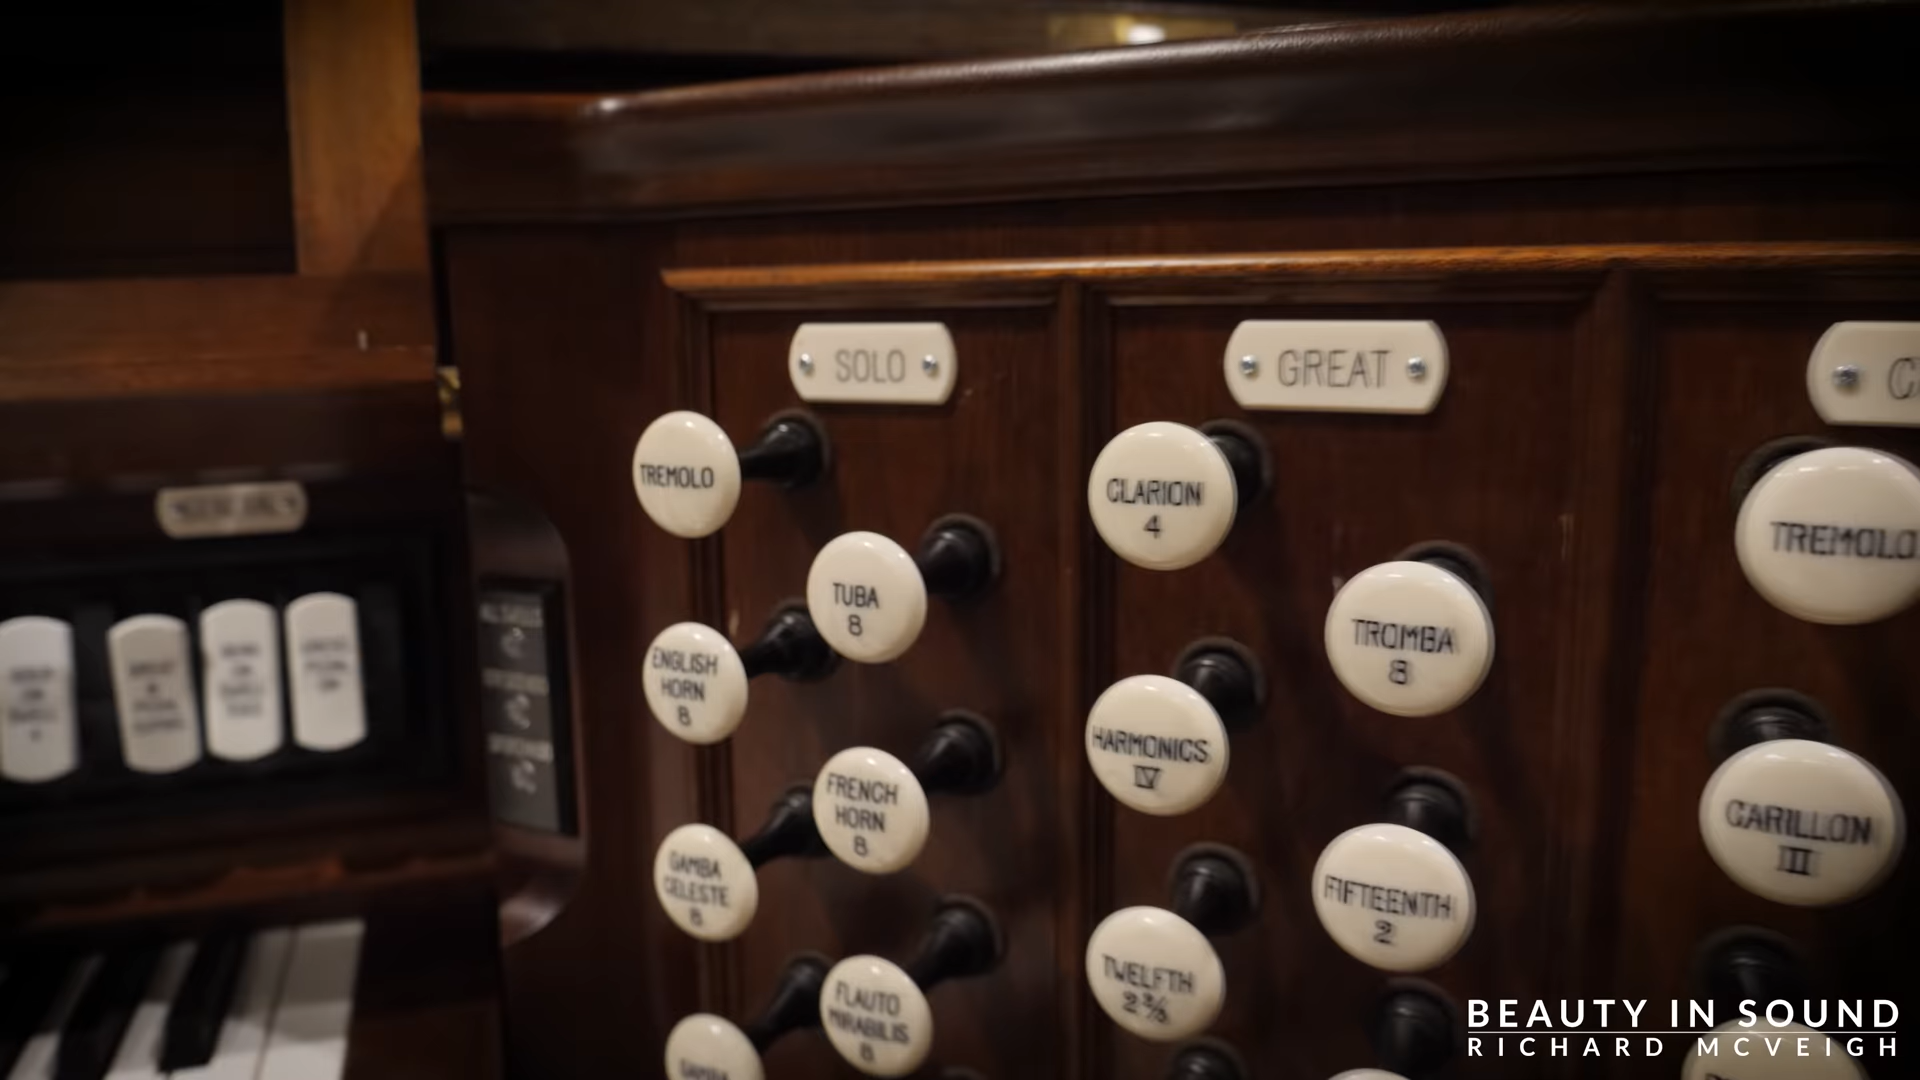 SOLO
TREMOLO
TUBA
8
ENGLISH
HORN
8
FRENCH
HORN
8
GAMBA
CELESTE
8
FLAUTO
MIRABILIS
8
GAMBA
GREAT
CLARION
4
TROMBA
8
HARMONICS
IV
FIFTEENTH
2
TWELFTH
2⅔
TREMOLO
CARILLON
III
BEAUTY IN SOUND
RICHARD MCVEIGH